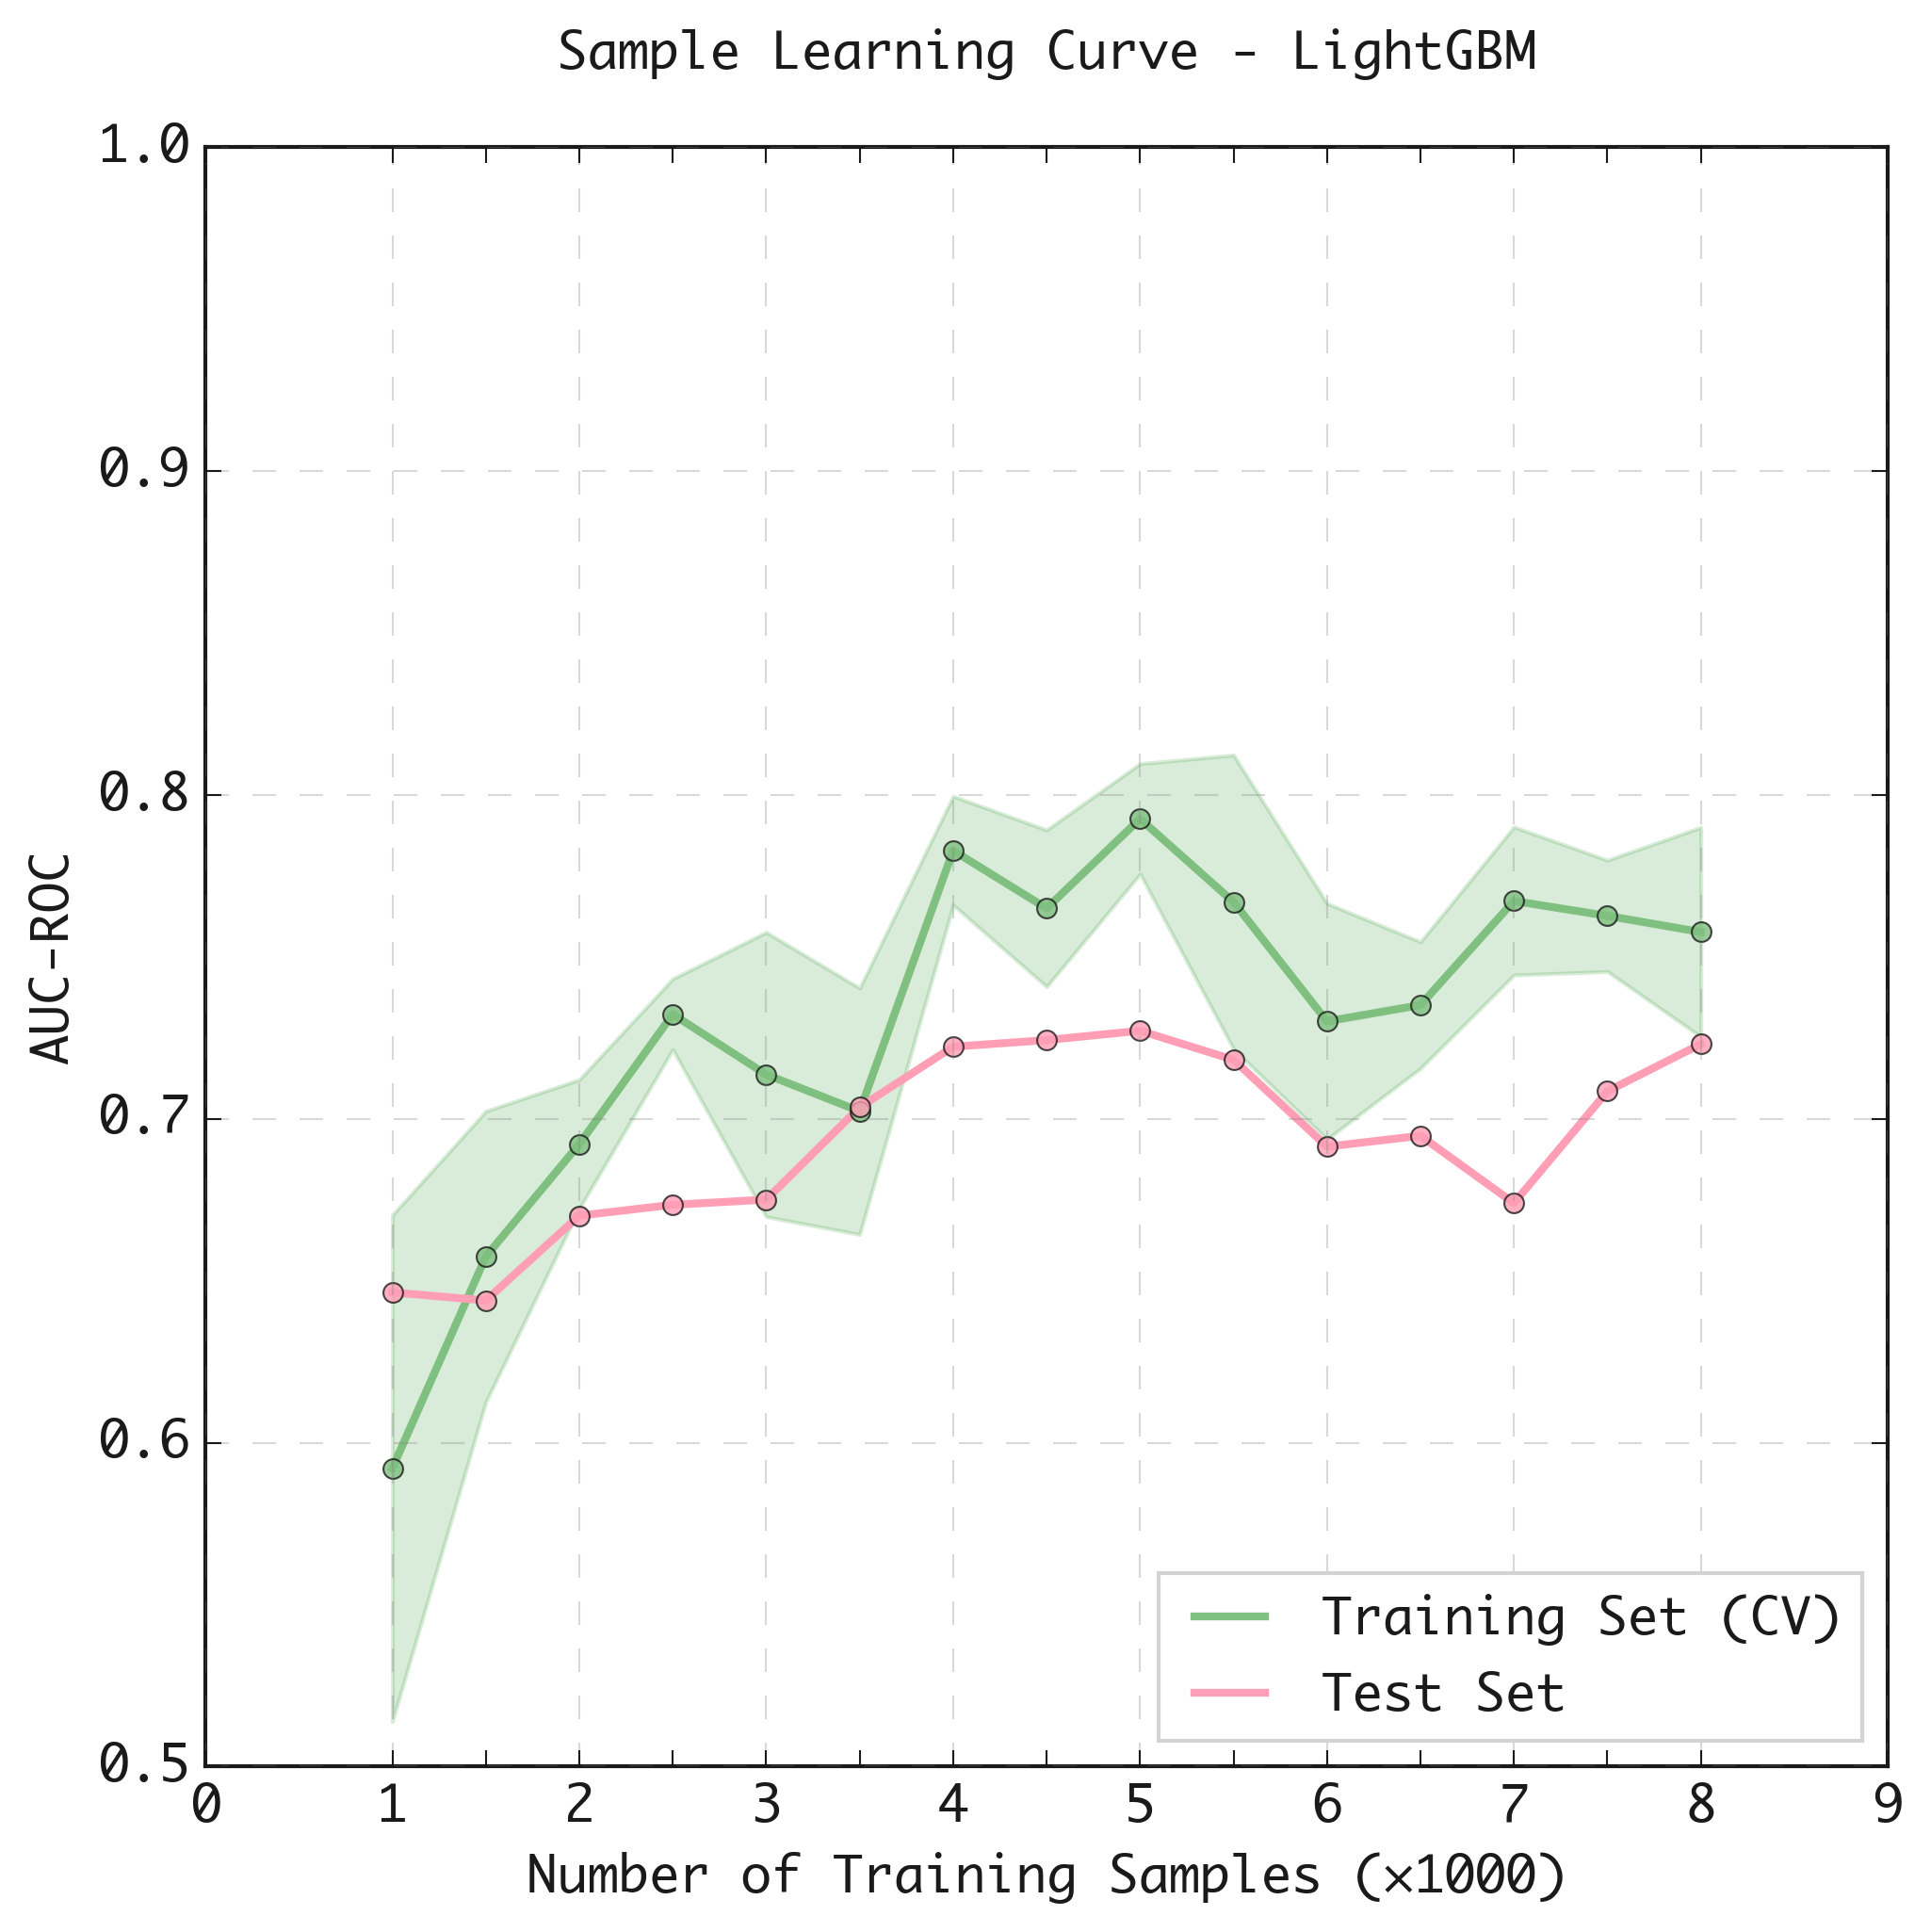 Sample Learning Curve - LightGBM
1.0
0.9
0.8
0.7
0.6
0.5
AUC-ROC
0 1 2 3 4 5 6 7 8 9
Number of Training Samples (×1000)
Training Set (CV)
Test Set